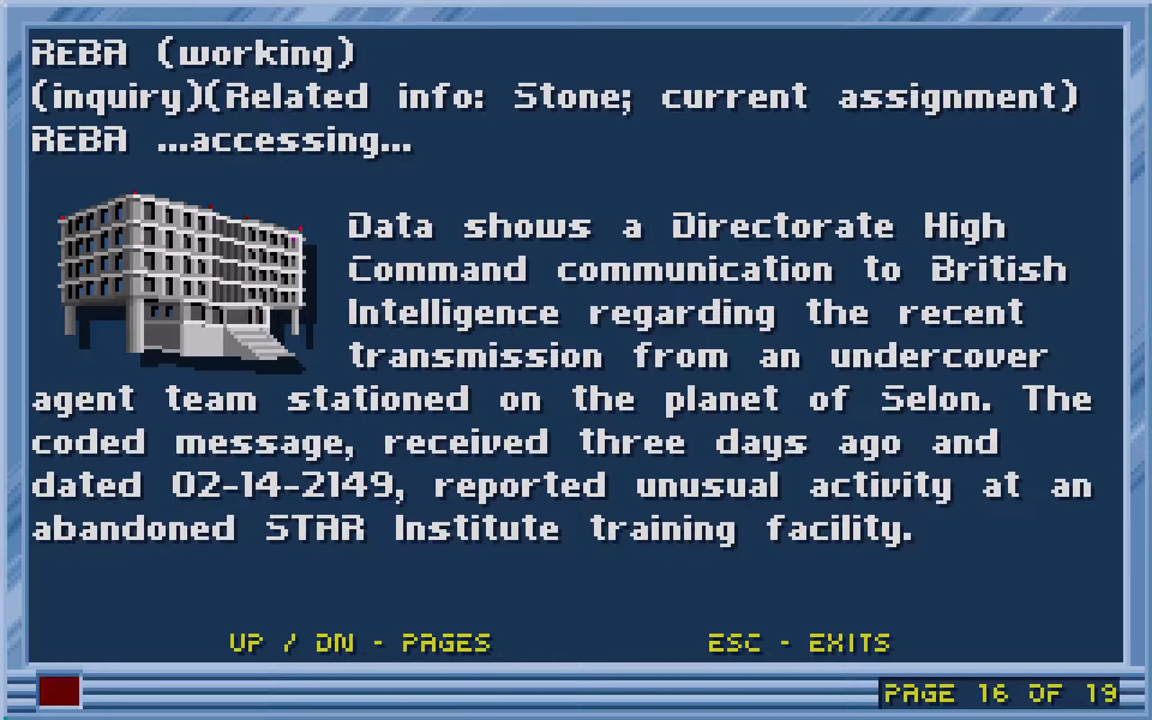 REBA (working)
(inquiry)(Related info: Stone; current assignment)
REBA ...accessing...
Data shows a Directorate High
Command communication to British
Intelligence regarding the recent
transmission from an undercover
agent team stationed on the planet of Selon. The
coded message, received three days ago and
dated 02-14-2149, reported unusual activity at an
abandoned STAR Institute training facility.
UP / DN - PAGES ESC - EXITS
PAGE 16 OF 19